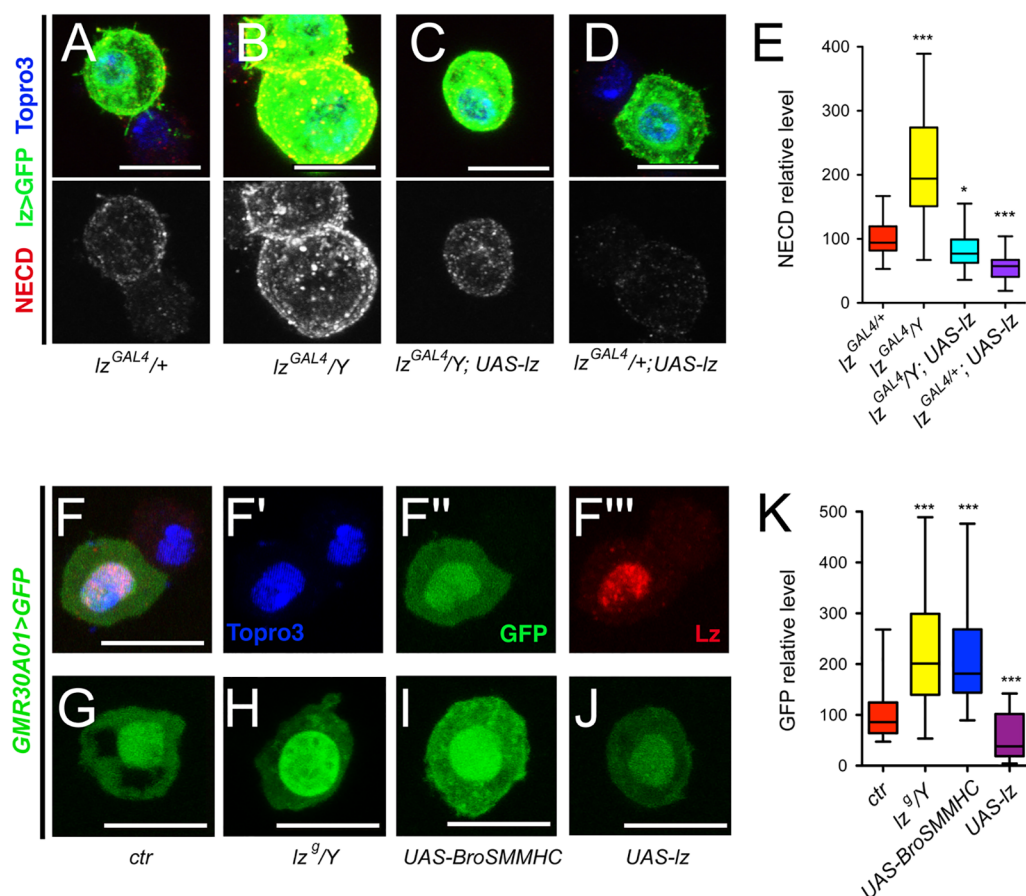 A
B
C
D
NECD lz>GFP Topro3
lz^GAL4/+
lz^GAL4/Y
lz^GAL4/Y; UAS-lz
lz^GAL4/+;UAS-lz
E
NECD relative level
400
300
200
100
0
***
*
***
lz^GAL4/+
lz^GAL4/Y
lz^GAL4/Y; UAS-lz
lz^GAL4/+; UAS-lz
GMR30A01>GFP
F
F'
F''
F'''
Topro3
GFP
Lz
G
H
I
J
ctr
lz^g/Y
UAS-BroSMMHC
UAS-lz
K
GFP relative level
500
400
300
200
100
0
***
***
***
ctr
lz^g/Y
UAS-BroSMMHC
UAS-lz